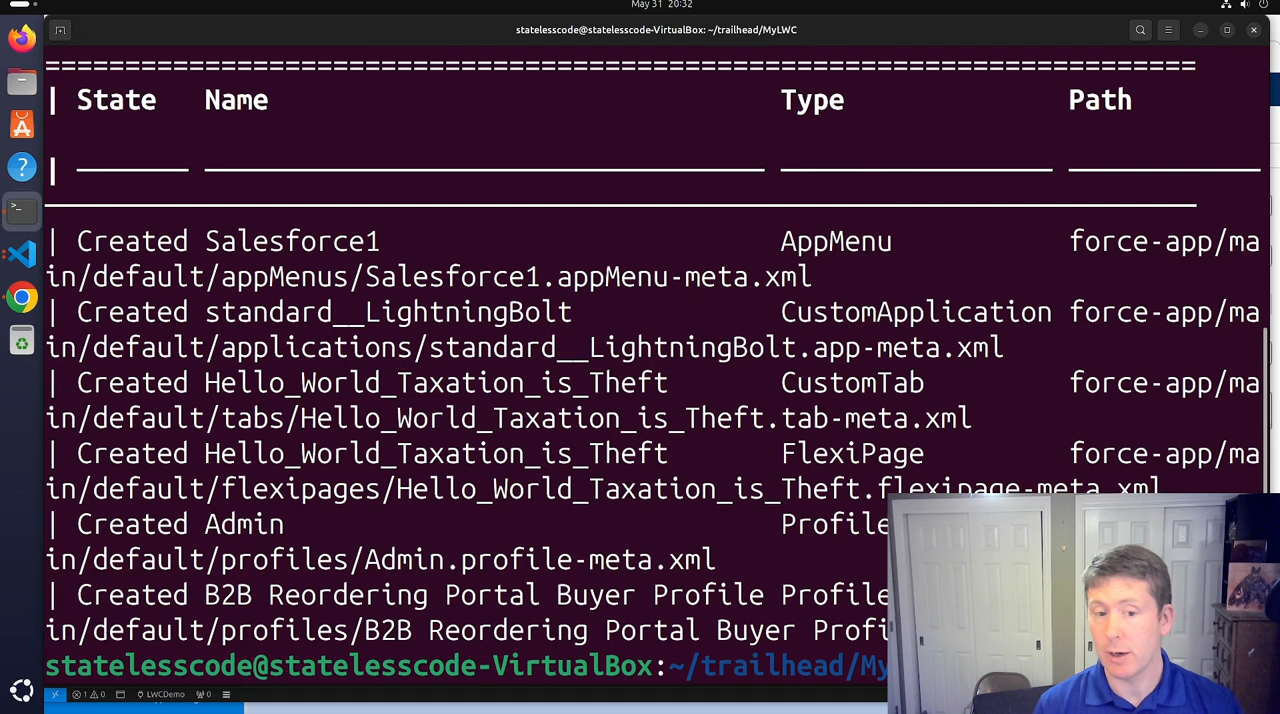 May 31 20:32
statelesscode@statelesscode-VirtualBox: ~/trailhead/MyLWC
| State Name Type Path
| Created Salesforce1 AppMenu force-app/ma
in/default/appMenus/Salesforce1.appMenu-meta.xml
| Created standard__LightningBolt CustomApplication force-app/ma
in/default/applications/standard__LightningBolt.app-meta.xml
| Created Hello_World_Taxation_is_Theft CustomTab force-app/ma
in/default/tabs/Hello_World_Taxation_is_Theft.tab-meta.xml
| Created Hello_World_Taxation_is_Theft FlexiPage force-app/ma
in/default/flexipages/Hello_World_Taxation_is_Theft.flexipage-meta.xml
| Created Admin Profile
in/default/profiles/Admin.profile-meta.xml
| Created B2B Reordering Portal Buyer Profile Profile
in/default/profiles/B2B Reordering Portal Buyer Profi
statelesscode@statelesscode-VirtualBox:~/trailhead/My
1 0 LWCDemo 0